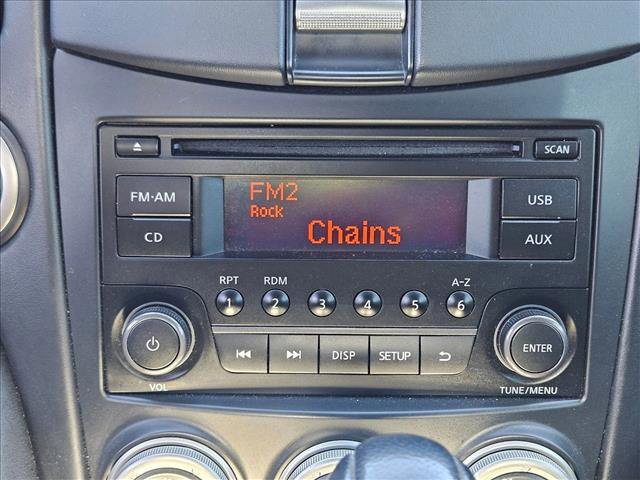 SCAN
FM·AM
CD
FM2
Rock
Chains
USB
AUX
RPT RDM A-Z
1 2 3 4 5 6
DISP SETUP
ENTER
VOL
TUNE/MENU